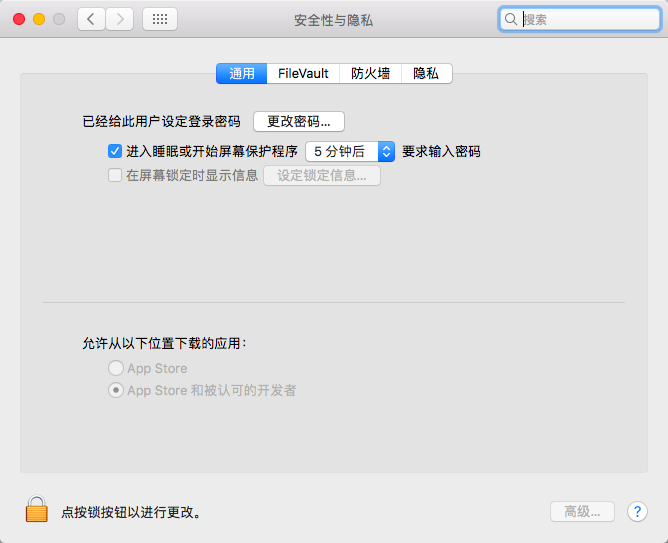 安全性与隐私
搜索
通用 FileVault 防火墙 隐私
已经给此用户设定登录密码 更改密码...
进入睡眠或开始屏幕保护程序 5 分钟后 要求输入密码
在屏幕锁定时显示信息 设定锁定信息...
允许从以下位置下载的应用：
App Store
App Store 和被认可的开发者
点按锁按钮以进行更改。
高级... ?